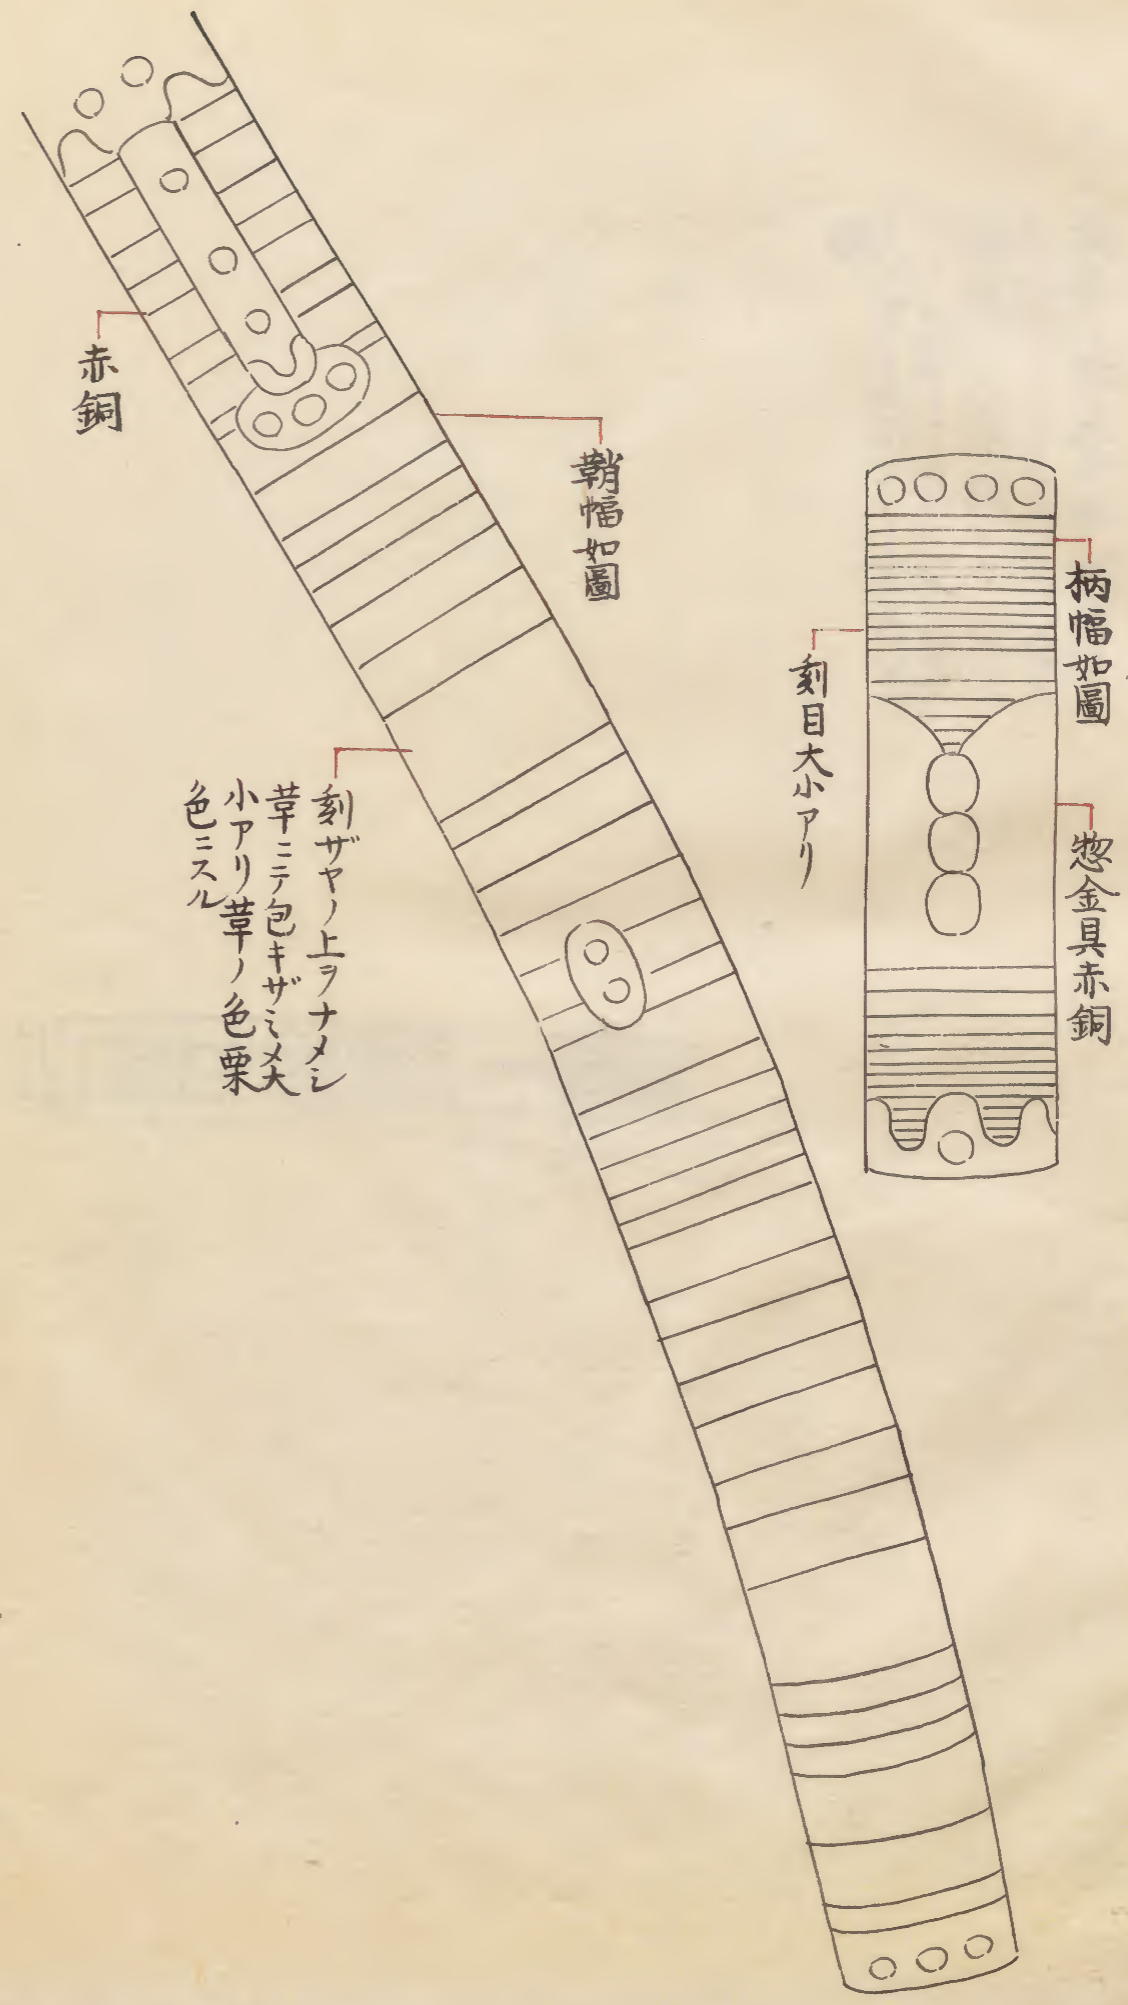 柄幅如圖
惣金具赤銅
刻目大小アリ
鞘幅如圖
刻ザヤノ上ヲナメシ
革ニテ包キザミメ大
小アリ革ノ色栗
色ニスル
赤銅